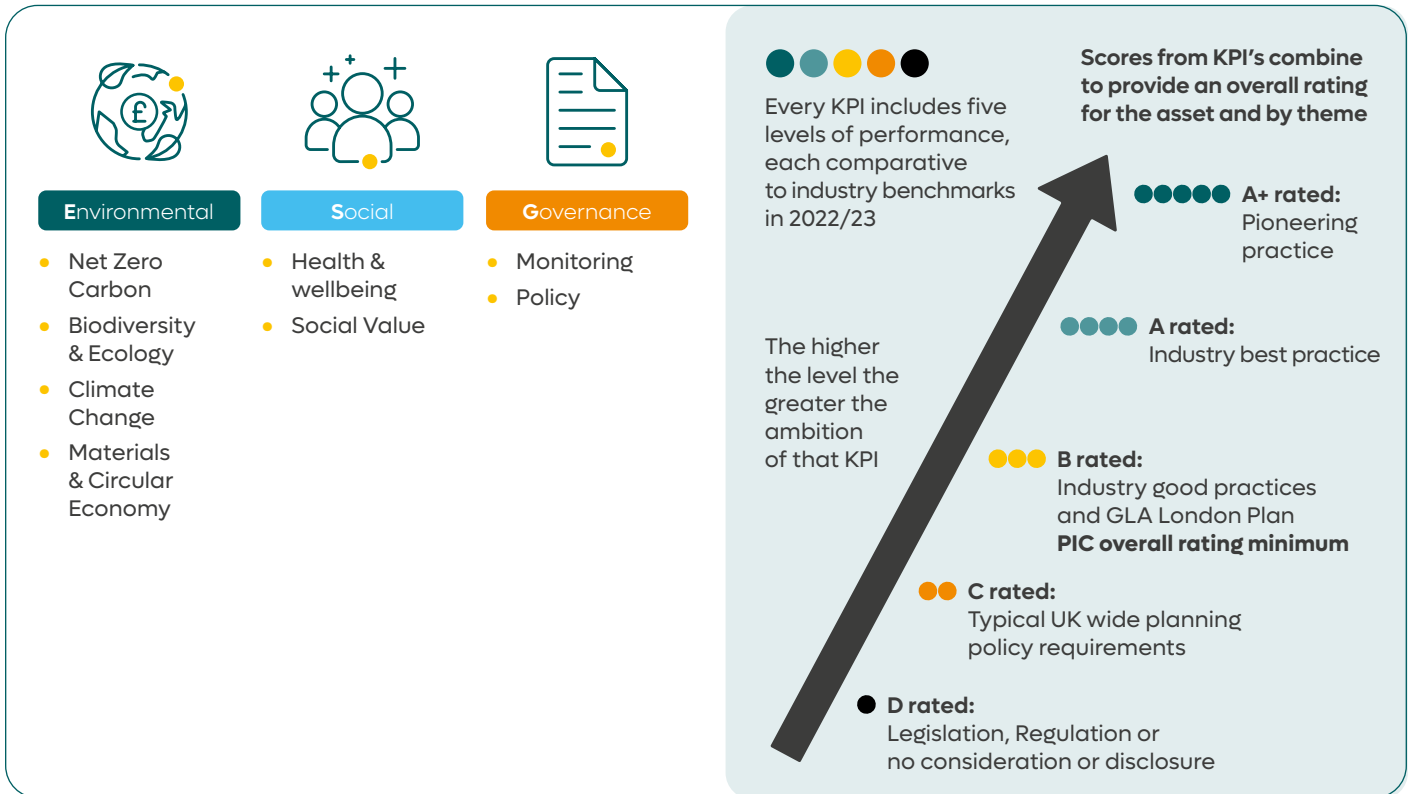 £
Environmental
Net Zero
Carbon
Biodiversity
& Ecology
Climate
Change
Materials
& Circular
Economy
Social
Health &
wellbeing
Social Value
Governance
Monitoring
Policy
Every KPI includes five
levels of performance,
each comparative
to industry benchmarks
in 2022/23
The higher
the level the
greater the
ambition
of that KPI
Scores from KPI's combine
to provide an overall rating
for the asset and by theme
A+ rated:
Pioneering
practice
A rated:
Industry best practice
B rated:
Industry good practices
and GLA London Plan
PIC overall rating minimum
C rated:
Typical UK wide planning
policy requirements
D rated:
Legislation, Regulation or
no consideration or disclosure